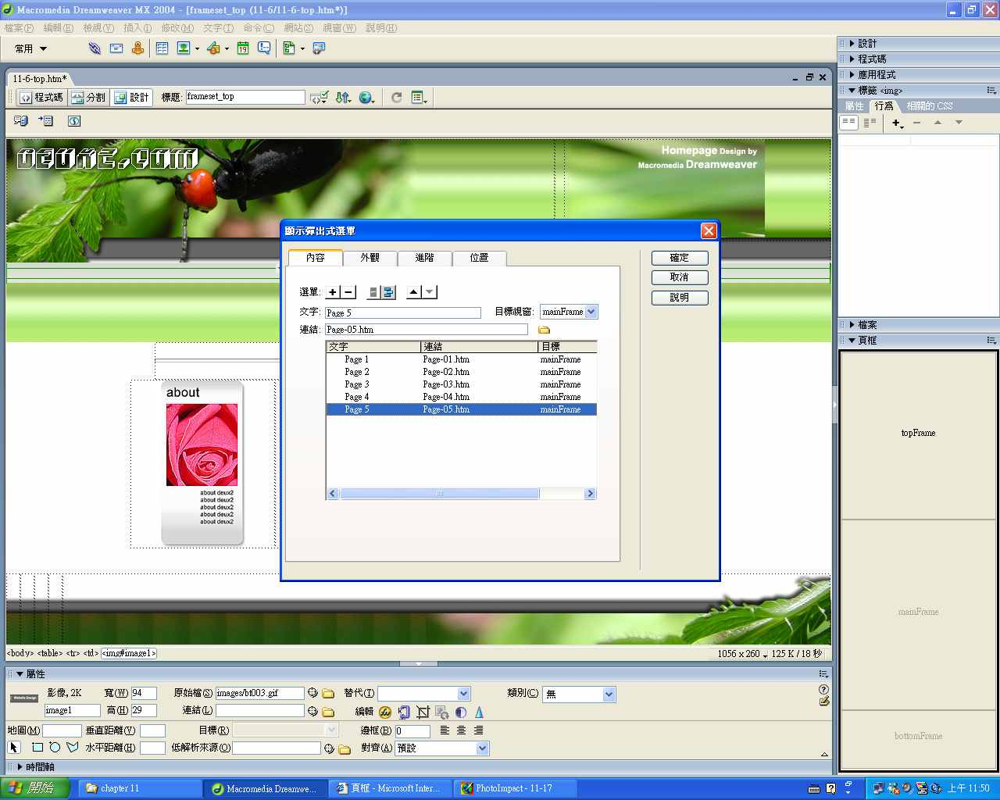 Macromedia Dreamweaver MX 2004 - [frameset_top (11-6/11-6-top.htm*)]
檔案(F) 編輯(E) 檢視(V) 插入(I) 修改(M) 文字(T) 命令(C) 網站(S) 視窗(W) 說明(H)
常用
11-6-top.htm*
程式碼 分割 設計 標題: frameset_top
Homepage Design by
Macromedia Dreamweaver
顯示彈出式選單
內容 外觀 進階 位置
選單:
文字: Page 5 目標視窗: mainFrame
連結: Page-05.htm
文字 連結 目標
Page 1 Page-01.htm mainFrame
Page 2 Page-02.htm mainFrame
Page 3 Page-03.htm mainFrame
Page 4 Page-04.htm mainFrame
Page 5 Page-05.htm mainFrame
確定
取消
說明
about
about deux2
about deux2
about deux2
about deux2
about deux2
<body> <table> <tr> <td> <img#image1>
1056 x 260 125 K / 18 秒
設計
程式碼
應用程式
標籤 <img>
屬性 行為 相關的 CSS
檔案
頁框
topFrame
mainFrame
bottomFrame
屬性
影像, 2K 寬(W) 94 原始檔(S) images/bt003.gif 替代(T) 類別(C) 無
image1 高(H) 29 連結(L) 編輯
地圖(M) 垂直距離(V) 目標(R) 邊框(B) 0
水平距離(H) 低解析來源(O) 對齊(A) 預設
時間軸
開始 chapter 11 Macromedia Dreamwe... 頁框 - Microsoft Inter... PhotoImpact - 11-17 上午 11:50